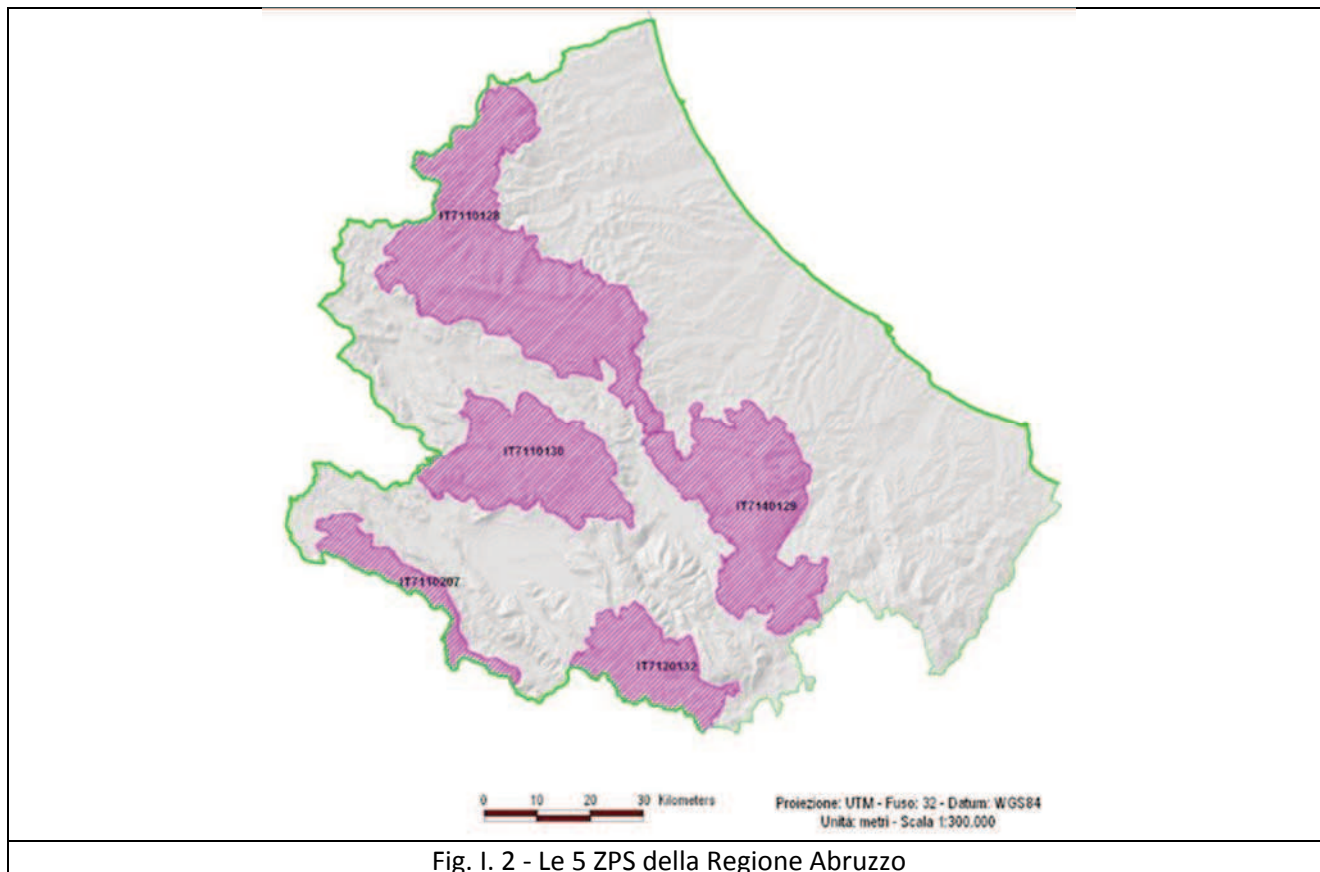 IT7110128
IT7110130
IT7140129
IT7110207
IT7120132
0 10 20 30 Kilometers
Proiezione: UTM - Fuso: 32 - Datum: WGS84
Unità: metri - Scala 1:300.000
Fig. I. 2 - Le 5 ZPS della Regione Abruzzo